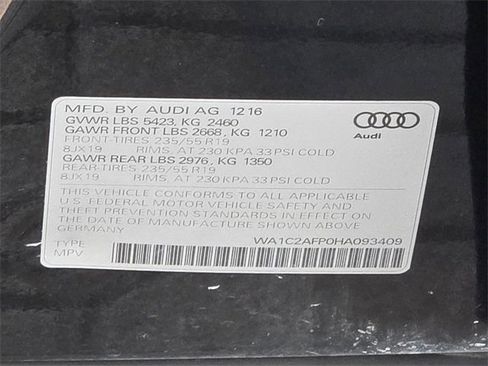 MFD. BY AUDI AG 12 16
GVWR LBS 5423, KG 2460
GAWR FRONT LBS 2668, KG 1210
FRONT-TIRES 235/55 R19
8JX19 RIMS, AT 230 KPA 33 PSI COLD
GAWR REAR LBS 2976, KG 1350
REAR-TIRES 235/55 R19
8JX19 RIMS, AT 230 KPA 33 PSI COLD
THIS VEHICLE CONFORMS TO ALL APPLICABLE
U.S. FEDERAL MOTOR VEHICLE SAFETY AND
THEFT PREVENTION STANDARDS IN EFFECT ON
THE DATE OF MANUFACTURE SHOWN ABOVE
GERMANY
TYPE WA1C2AFP0HA093409
MPV
Audi